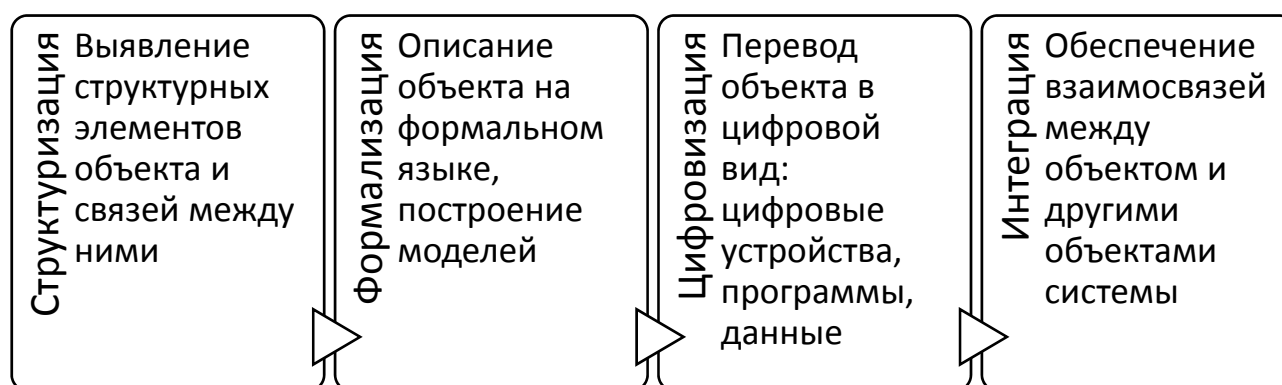 Структуризация
Выявление
структурных
элементов
объекта и
связей между
ними
Формализация
Описание
объекта на
формальном
языке,
построение
моделей
Цифровизация
Перевод
объекта в
цифровой
вид:
цифровые
устройства,
программы,
данные
Интеграция
Обеспечение
взаимосвязей
между
объектом и
другими
объектами
системы